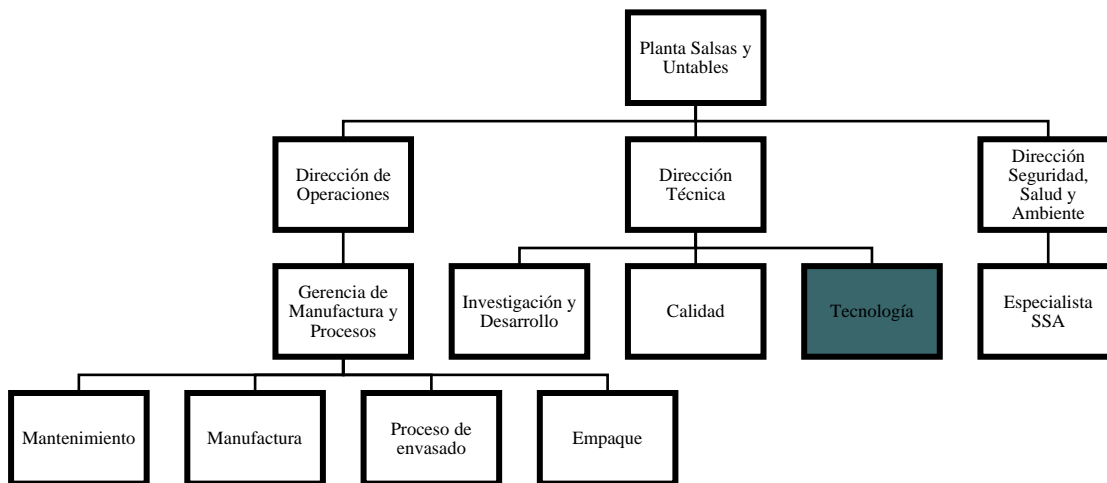 Planta Salsas y
Untables
Dirección de
Operaciones
Dirección
Técnica
Dirección
Seguridad,
Salud y
Ambiente
Gerencia de
Manufactura y
Procesos
Investigación y
Desarrollo
Calidad
Tecnología
Especialista
SSA
Mantenimiento
Manufactura
Proceso de
envasado
Empaque